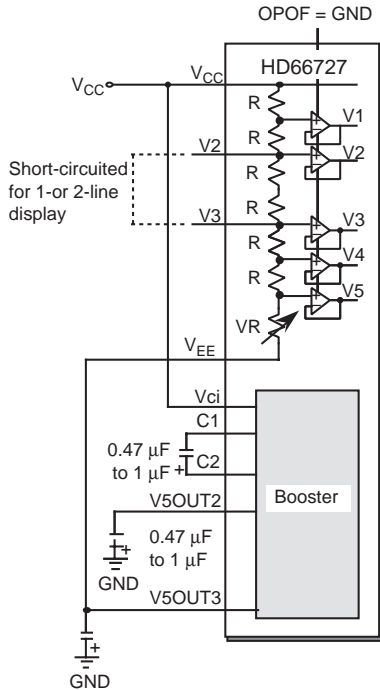 OPOF = GND
HD66727
VCC
VCC
R
V1
V2
R
V2
Short-circuited
for 1-or 2-line
display
R
R
V3
V3
R
V4
R
V5
VR
VEE
Vci
C1
0.47 µF
to 1 µF +
C2
Booster
V5OUT2
+
0.47 µF
to 1 µF
GND
V5OUT3
+
GND